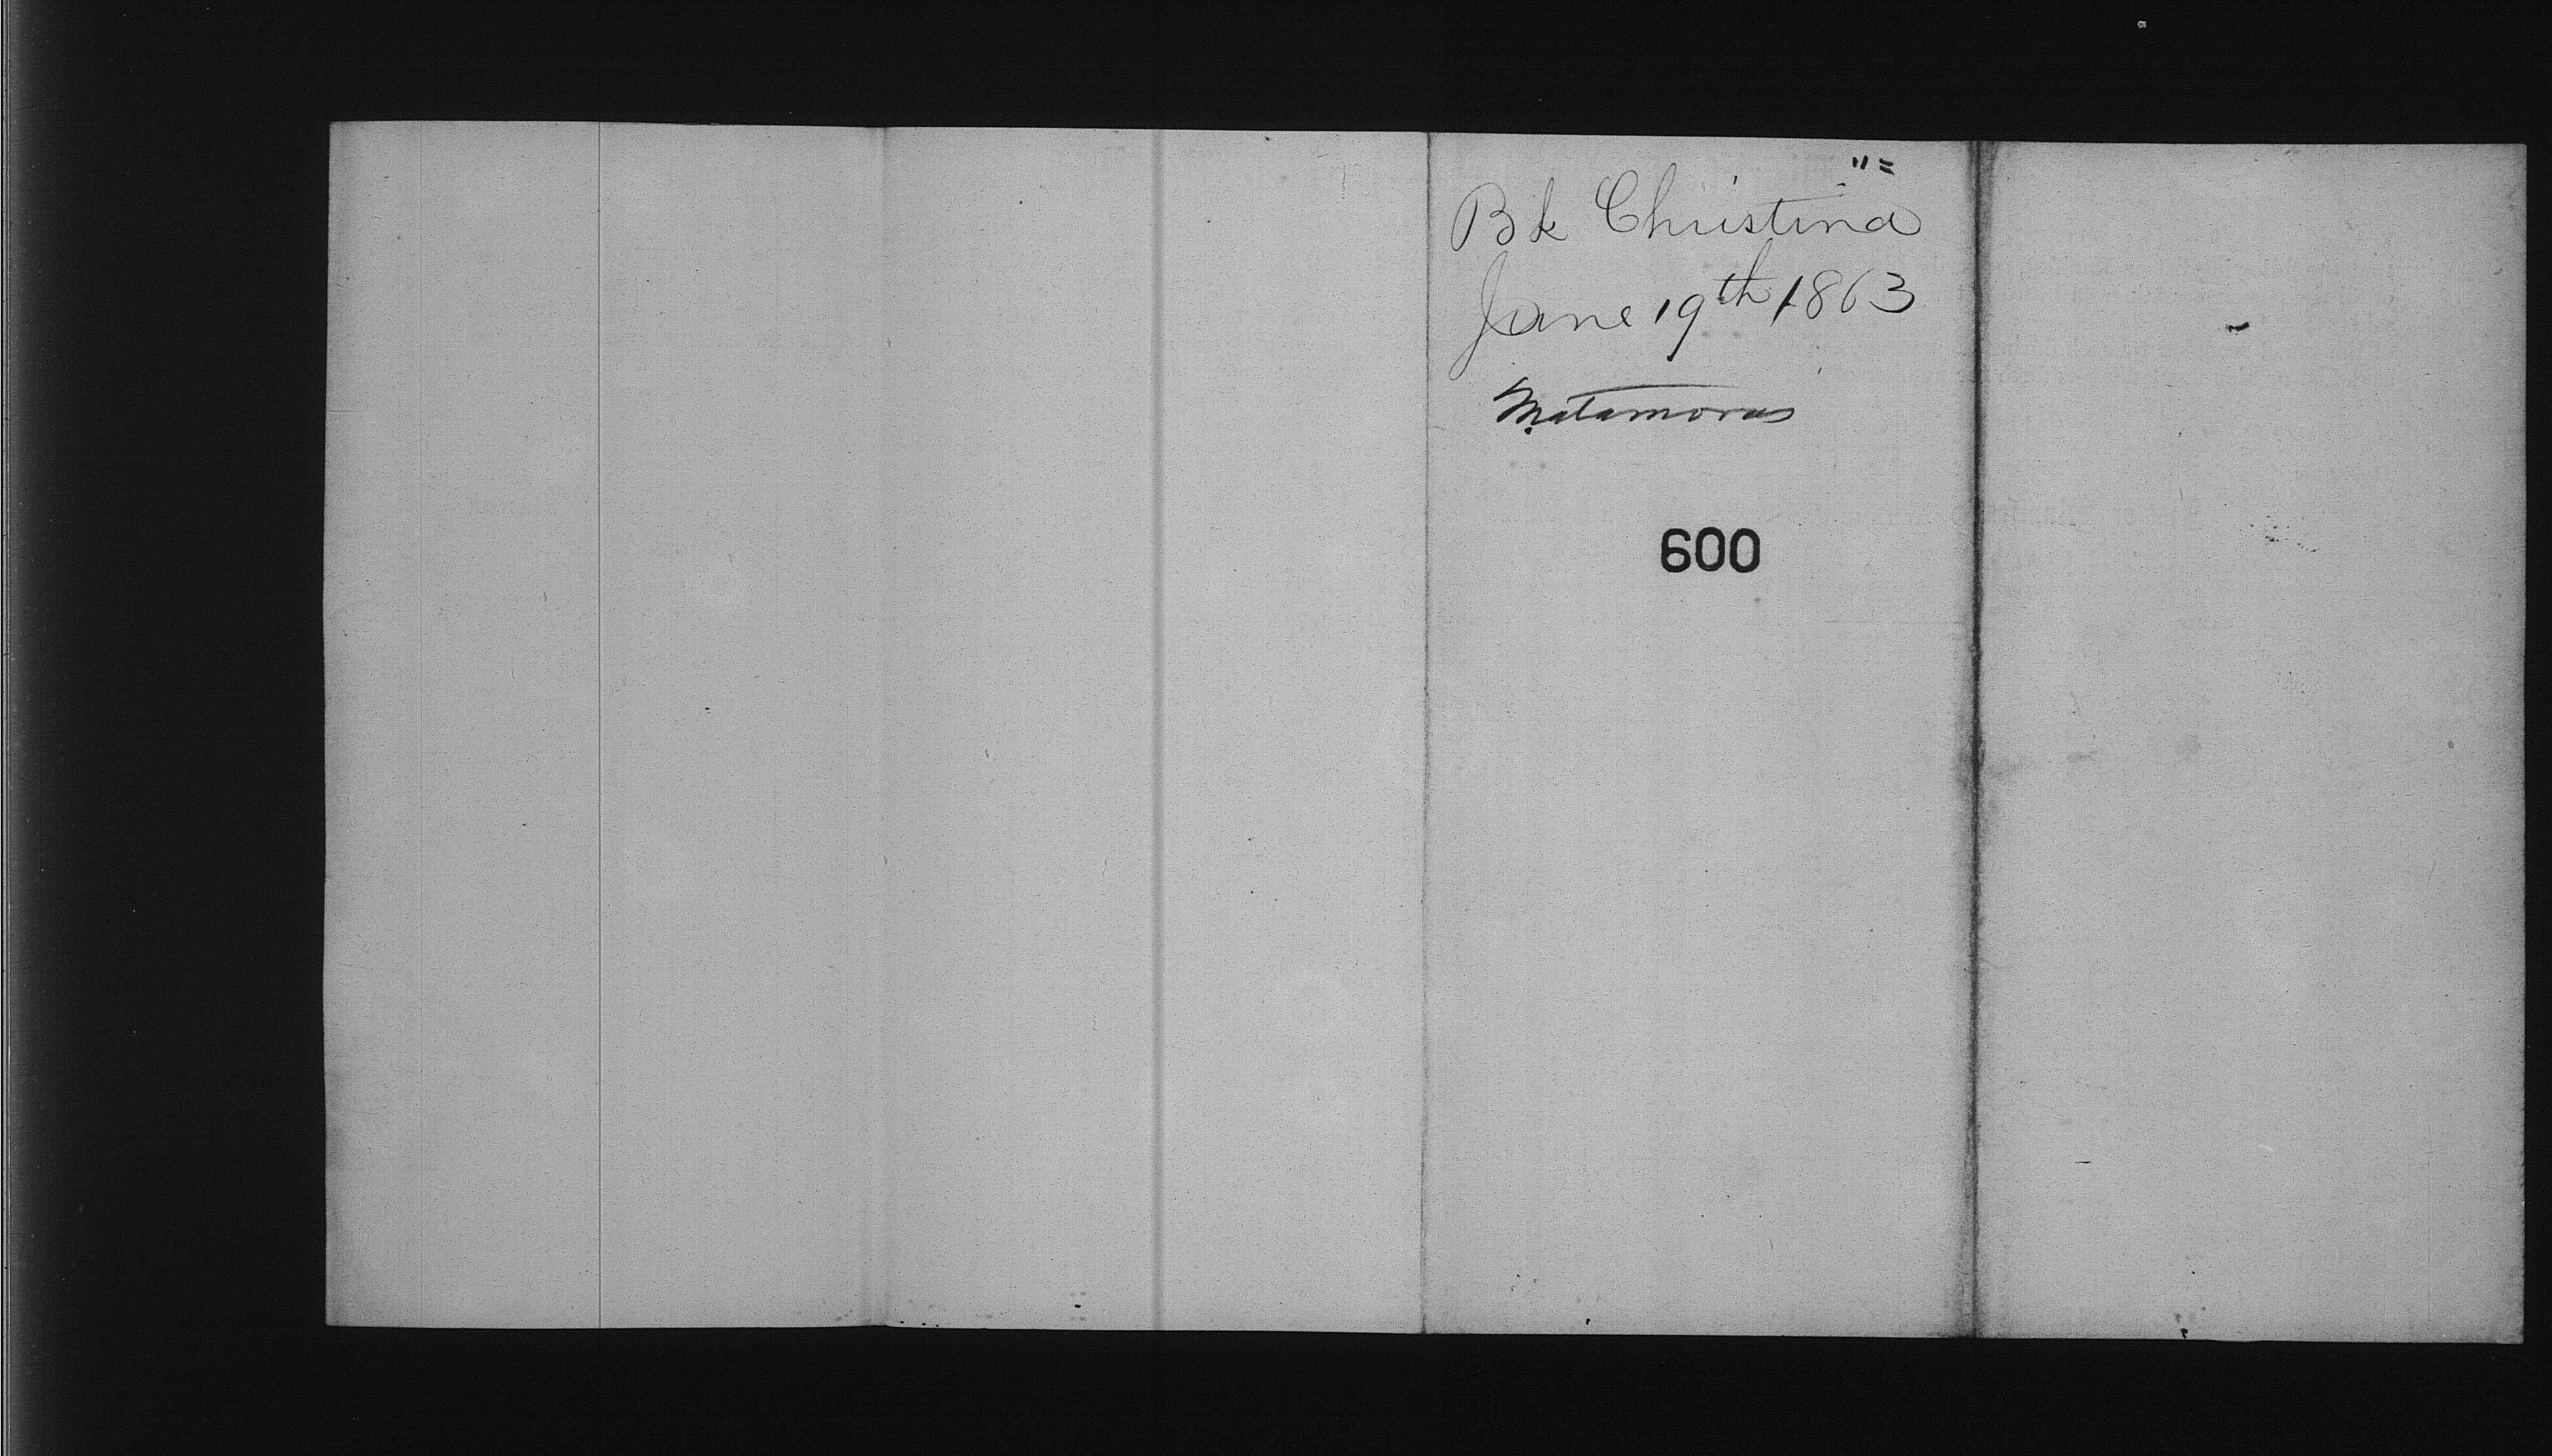 " =
Bk Christina
June 19th 1863
Matamoras
600